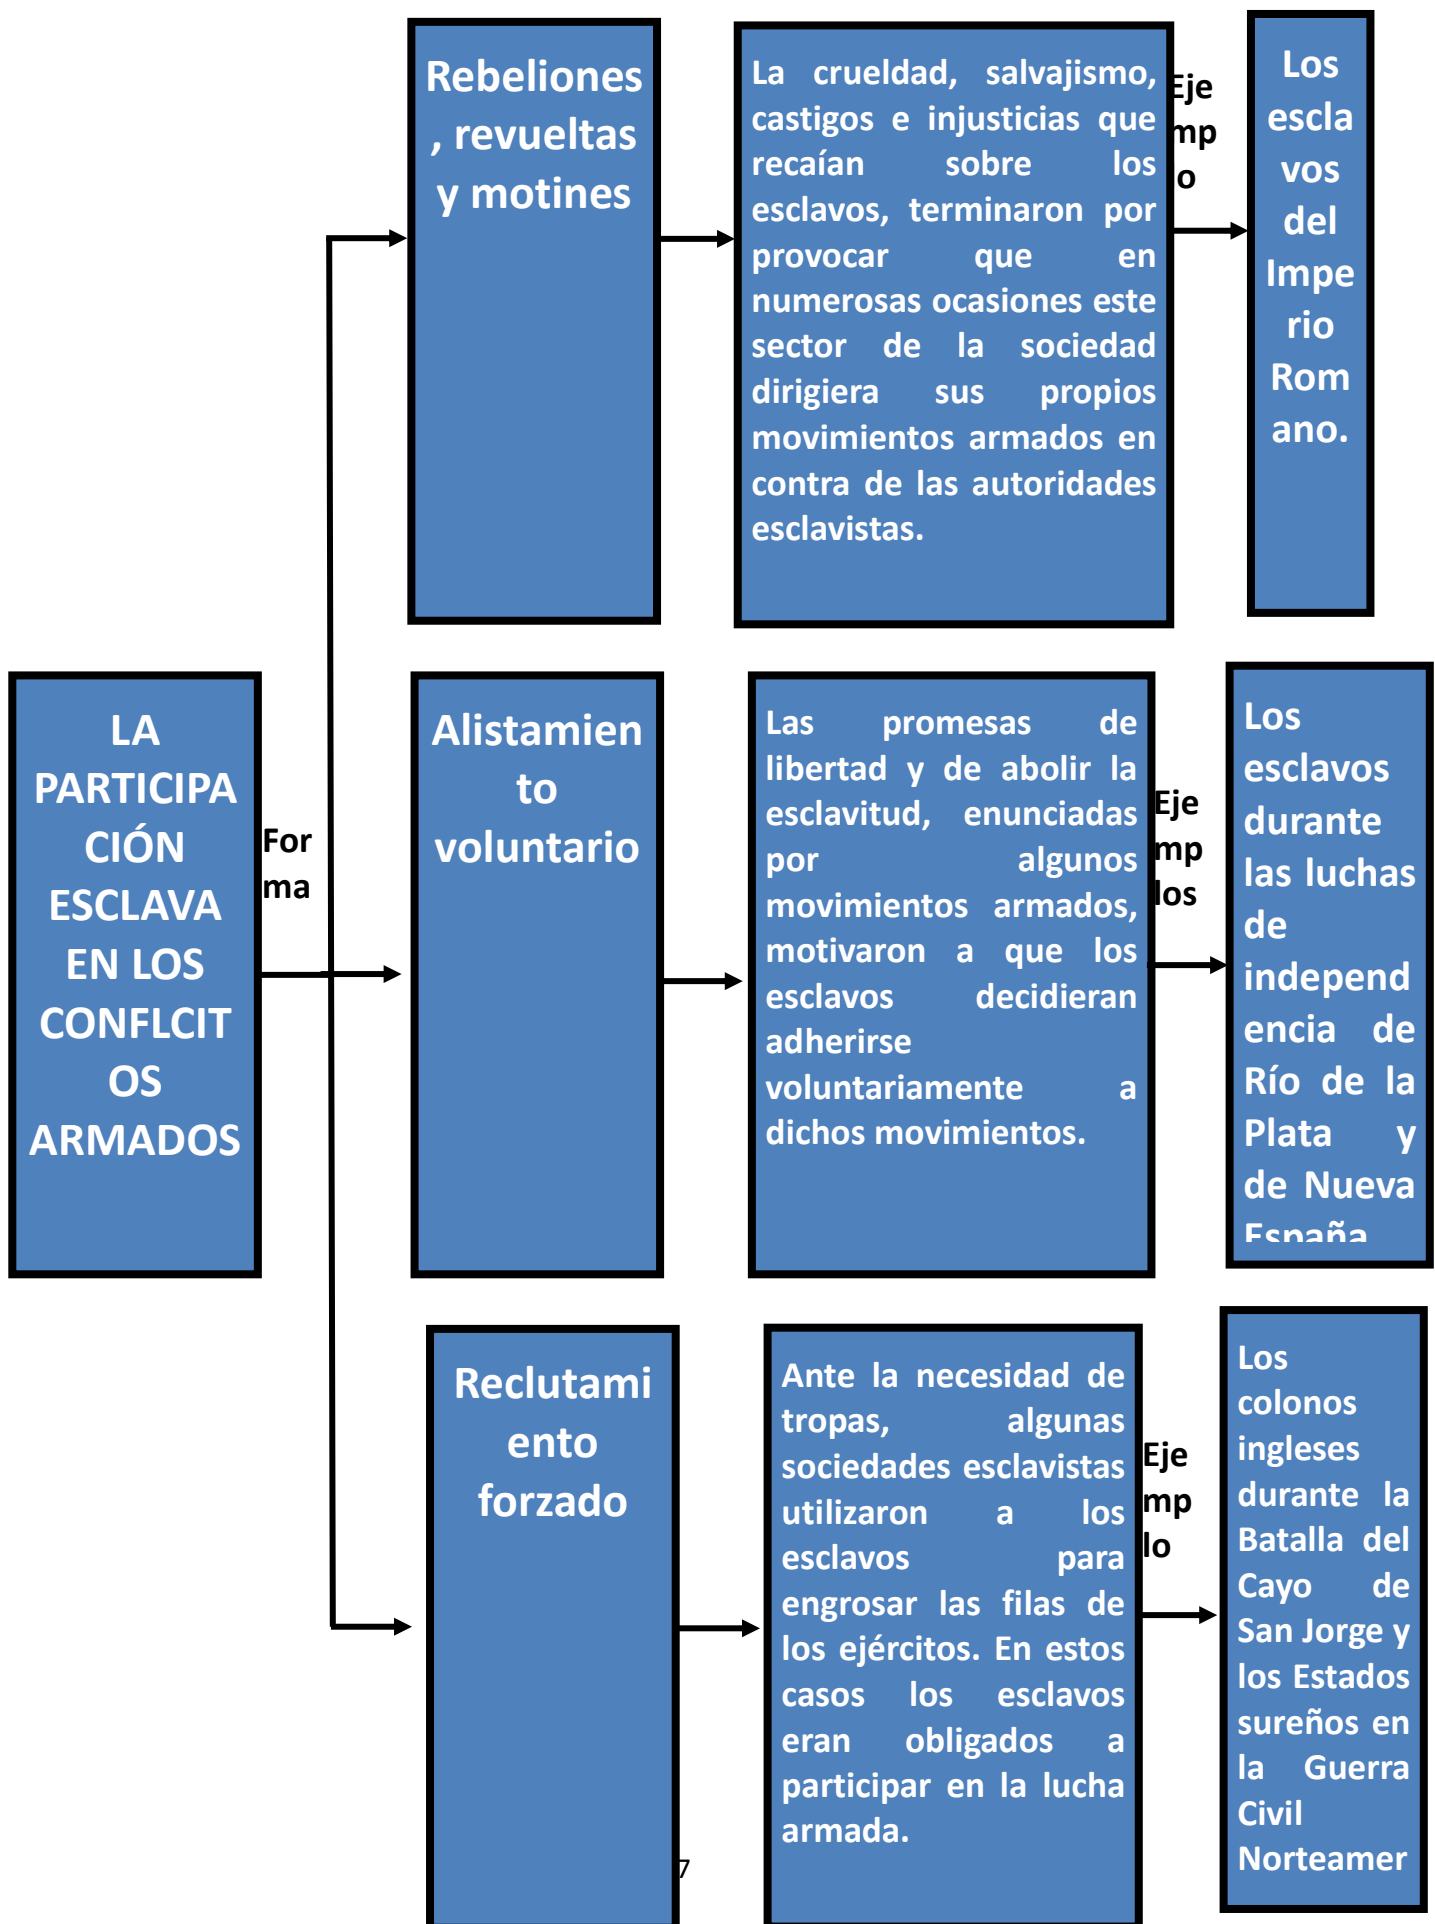 Rebeliones
, revueltas
y motines
La crueldad, salvajismo,
castigos e injusticias que
recaían sobre los
esclavos, terminaron por
provocar que en
numerosas ocasiones este
sector de la sociedad
dirigiera sus propios
movimientos armados en
contra de las autoridades
esclavistas.
Eje
mp
lo
Los
escla
vos
del
Impe
rio
Rom
ano.
LA
PARTICIPA
CIÓN
ESCLAVA
EN LOS
CONFLCIT
OS
ARMADOS
For
ma
Alistamien
to
voluntario
Las promesas de
libertad y de abolir la
esclavitud, enunciadas
por algunos
movimientos armados,
motivaron a que los
esclavos decidieran
adherirse
voluntariamente a
dichos movimientos.
Eje
mp
los
Los
esclavos
durante
las luchas
de
independ
encia de
Río de la
Plata y
de Nueva
España
Reclutami
ento
forzado
Ante la necesidad de
tropas, algunas
sociedades esclavistas
utilizaron a los
esclavos para
engrosar las filas de
los ejércitos. En estos
casos los esclavos
eran obligados a
participar en la lucha
armada.
Eje
mp
lo
Los
colonos
ingleses
durante la
Batalla del
Cayo de
San Jorge y
los Estados
sureños en
la Guerra
Civil
Norteamer
7